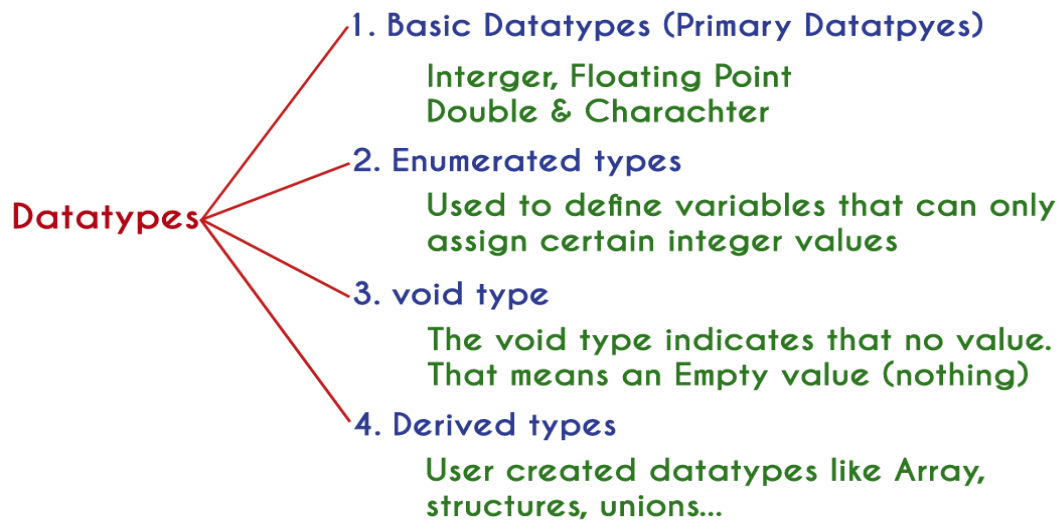 Datatypes
1. Basic Datatypes (Primary Datatpyes)
Interger, Floating Point
Double & Charachter
2. Enumerated types
Used to define variables that can only
assign certain integer values
3. void type
The void type indicates that no value.
That means an Empty value (nothing)
4. Derived types
User created datatypes like Array,
structures, unions...